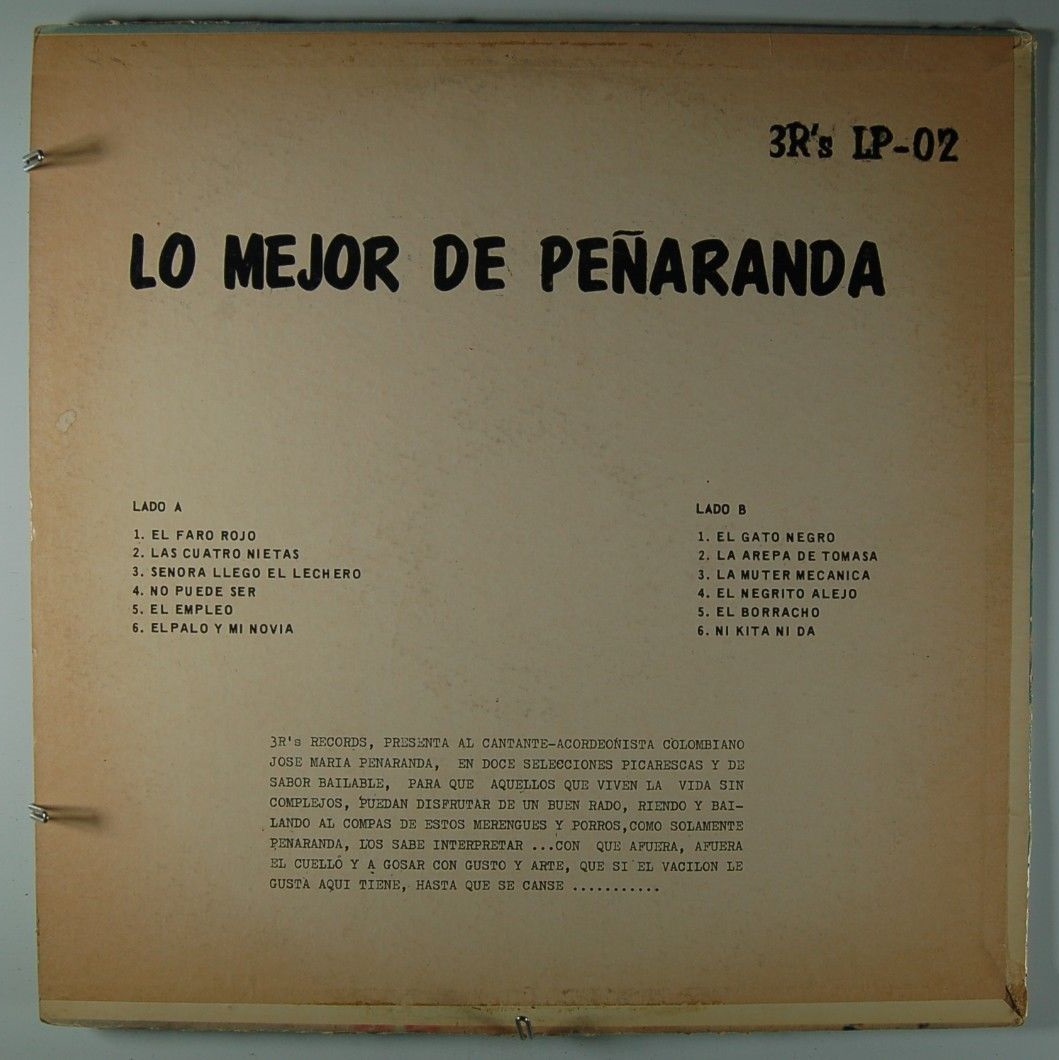 3R's LP-02
LO MEJOR DE PEÑARANDA
LADO A
1. EL FARO ROJO
2. LAS CUATRO NIETAS
3. SENORA LLEGO EL LECHERO
4. NO PUEDE SER
5. EL EMPLEO
6. EL PALO Y MI NOVIA
LADO B
1. EL GATO NEGRO
2. LA AREPA DE TOMASA
3. LA MUTER MECANICA
4. EL NEGRITO ALEJO
5. EL BORRACHO
6. NI KITA NI DA
3R's RECORDS, PRESENTA AL CANTANTE-ACORDEOÑISTA COLOMBIANO
JOSE MARIA PENARANDA, EN DOCE SELECCIONES PICARESCAS Y DE
SABOR BAILABLE, PARA QUE AQUELLOS QUE VIVEN LA VIDA SIN
COMPLEJOS, PUEDAN DISFRUTAR DE UN BUEN RADO, RIENDO Y BAI-
LANDO AL COMPAS DE ESTOS MERENGUES Y PORROS, COMO SOLAMENTE
PENARANDA, LOS SABE INTERPRETAR ...CON QUE AFUERA, AFUERA
EL CUELLÓ Y A GOSAR CON GUSTO Y ARTE, QUE SI EL VACILON LE
GUSTA AQUI TIENE, HASTA QUE SE CANSE ...........